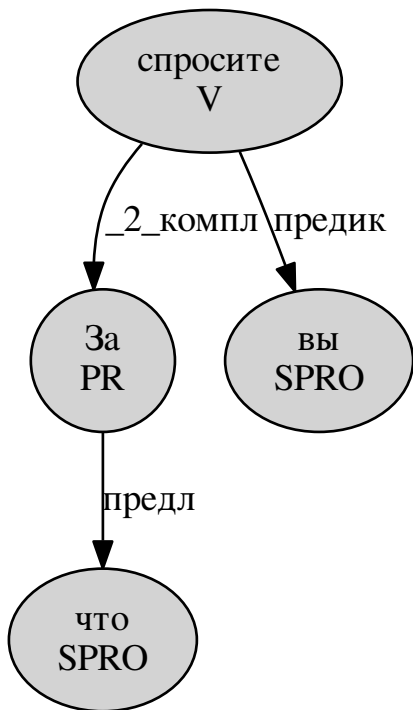 спросите
V
_2_компл предик
За
PR
вы
SPRO
предл
что
SPRO